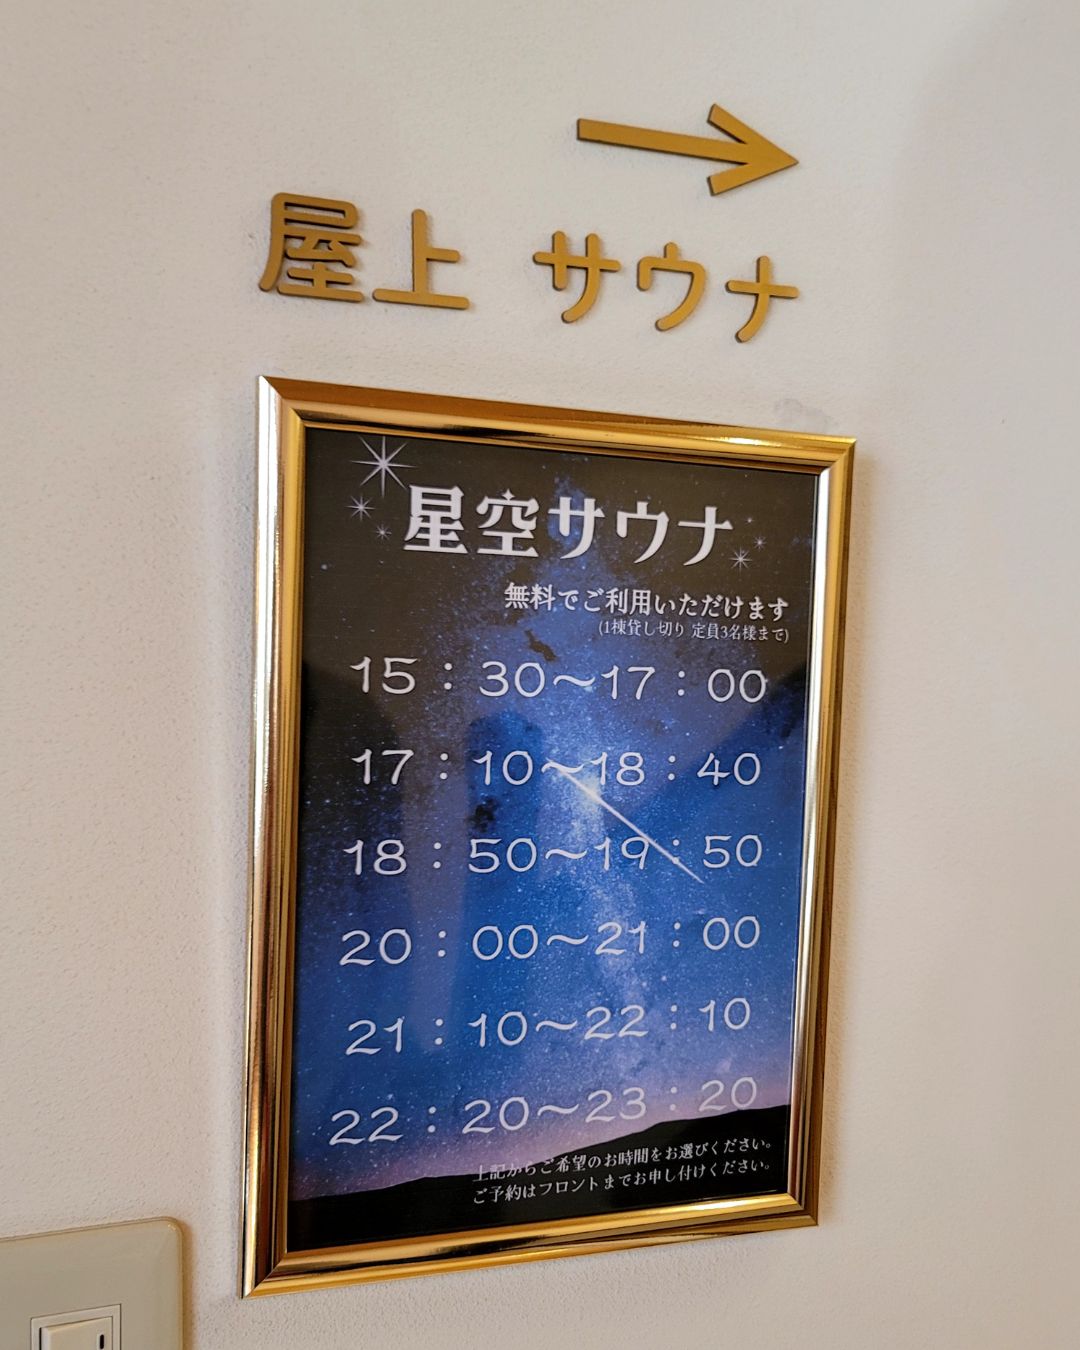 →
屋上 サウナ
星空サウナ
無料でご利用いただけます
(1棟貸し切り 定員3名様まで)
15：30～17：00
17：10～18：40
18：50～19：50
20：00～21：00
21：10～22：10
22：20～23：20
上記からご希望のお時間をお選びください。
ご予約はフロントまでお申し付けください。